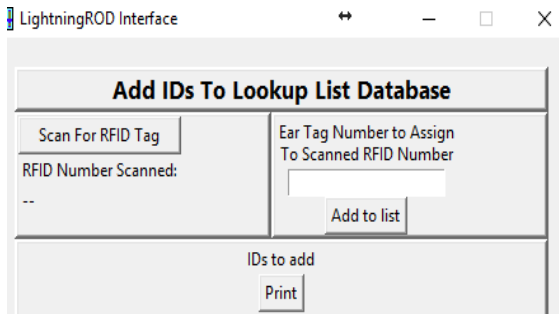 LightningROD Interface
Add IDs To Lookup List Database
Scan For RFID Tag
RFID Number Scanned:
--
Ear Tag Number to Assign
To Scanned RFID Number
Add to list
IDs to add
Print